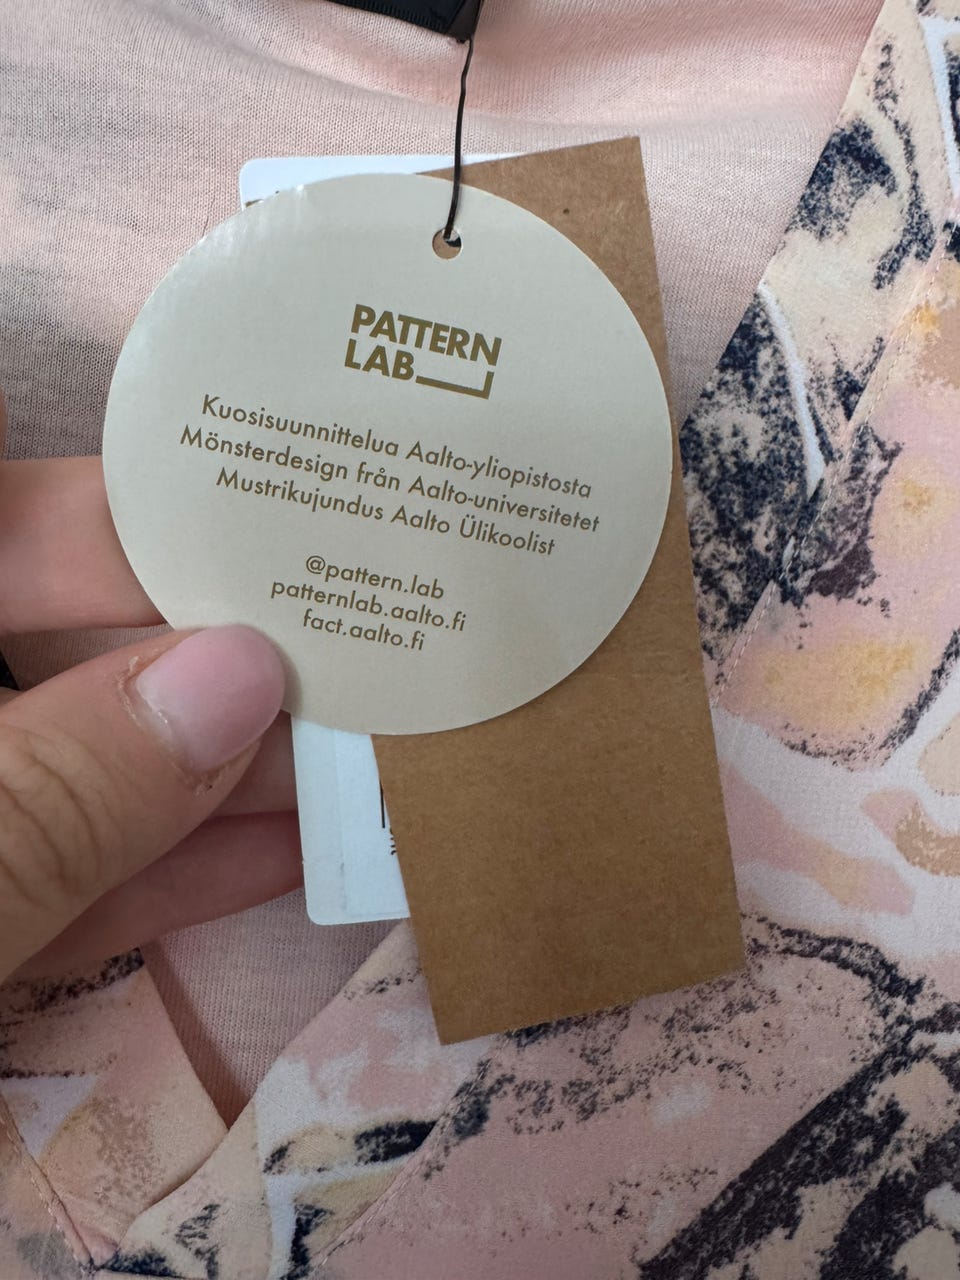 PATTERN
LAB
Kuosisuunnittelua Aalto-yliopistosta
Mönsterdesign från Aalto-universitetet
Mustrikujundus Aalto Ülikoolist
@pattern.lab
patternlab.aalto.fi
fact.aalto.fi